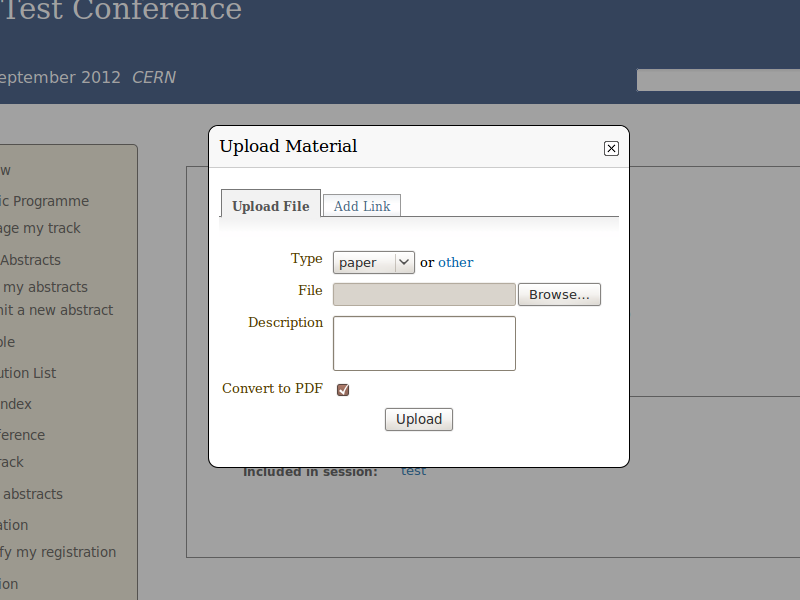 Test Conference
eptember 2012 CERN
Upload Material
Upload File Add Link
Type paper or other
File Browse...
Description
Convert to PDF
Upload
w
ic Programme
age my track
Abstracts
my abstracts
nit a new abstract
ole
ution List
ndex
ference
rack
abstracts
ation
fy my registration
ion
Included in session: test